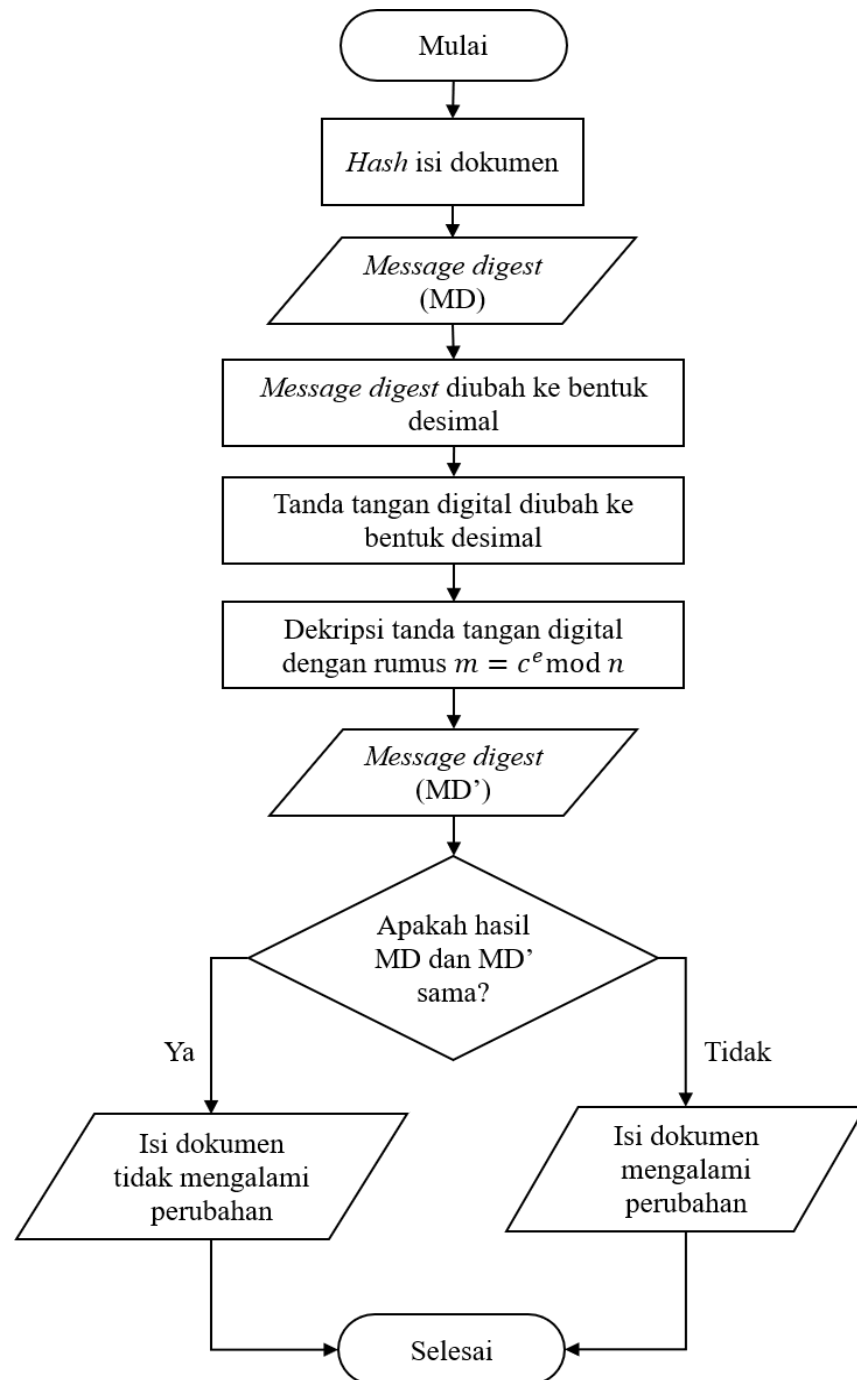 Mulai
Hash isi dokumen
Message digest
(MD)
Message digest diubah ke bentuk
desimal
Tanda tangan digital diubah ke
bentuk desimal
Dekripsi tanda tangan digital
dengan rumus m = cᵉ mod n
Message digest
(MD’)
Apakah hasil
MD dan MD’
sama?
Ya
Tidak
Isi dokumen
tidak mengalami
perubahan
Isi dokumen
mengalami
perubahan
Selesai